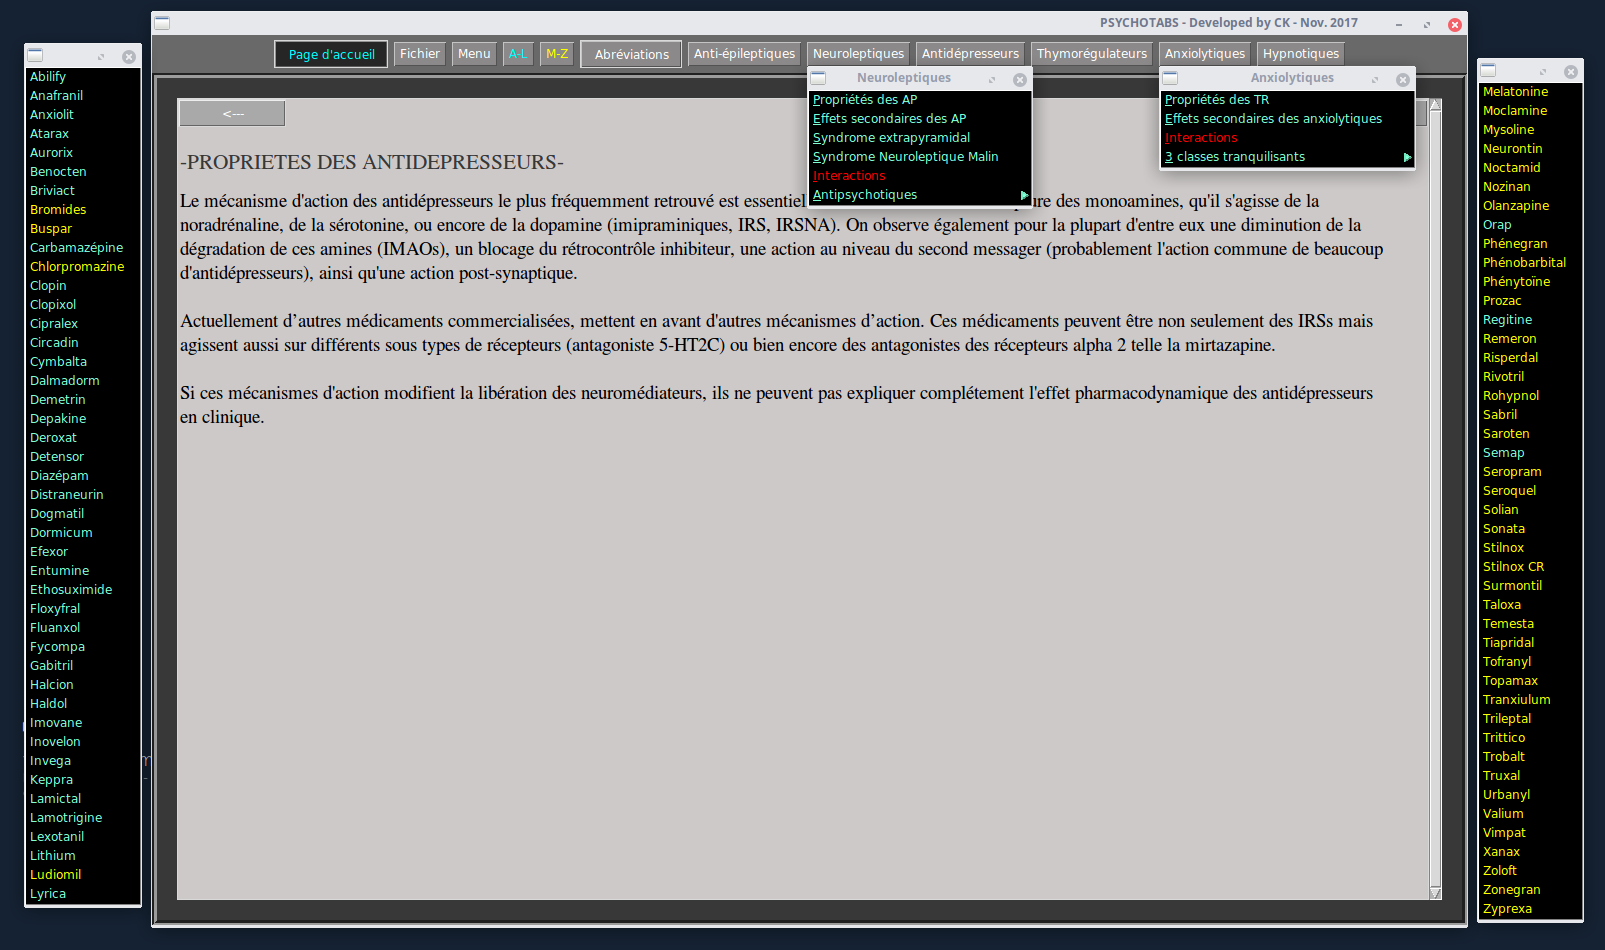 PSYCHOTABS - Developed by CK - Nov. 2017
Page d'accueil Fichier Menu A-L M-Z Abréviations Anti-épileptiques Neuroleptiques Antidépresseurs Thymorégulateurs Anxiolytiques Hypnotiques
Abilify
Anafranil
Anxiolit
Atarax
Aurorix
Benocten
Briviact
Bromides
Buspar
Carbamazépine
Chlorpromazine
Clopin
Clopixol
Cipralex
Circadin
Cymbalta
Dalmadorm
Demetrin
Depakine
Deroxat
Detensor
Diazépam
Distraneurin
Dogmatil
Dormicum
Efexor
Entumine
Ethosuximide
Floxyfral
Fluanxol
Fycompa
Gabitril
Halcion
Haldol
Imovane
Inovelon
Invega
Keppra
Lamictal
Lamotrigine
Lexotanil
Lithium
Ludiomil
Lyrica
<---
-PROPRIETES DES ANTIDEPRESSEURS-
Le mécanisme d'action des antidépresseurs le plus fréquemment retrouvé est essentiel des monoamines, qu'il s'agisse de la
noradrénaline, de la sérotonine, ou encore de la dopamine (imipraminiques, IRS, IRSNA). On observe également pour la plupart d'entre eux une diminution de la
dégradation de ces amines (IMAOs), un blocage du rétrocontrôle inhibiteur, une action au niveau du second messager (probablement l'action commune de beaucoup
d'antidépresseurs), ainsi qu'une action post-synaptique.
Actuellement d’autres médicaments commercialisées, mettent en avant d'autres mécanismes d’action. Ces médicaments peuvent être non seulement des IRSs mais
agissent aussi sur différents sous types de récepteurs (antagoniste 5-HT2C) ou bien encore des antagonistes des récepteurs alpha 2 telle la mirtazapine.
Si ces mécanismes d'action modifient la libération des neuromédiateurs, ils ne peuvent pas expliquer complétement l'effet pharmacodynamique des antidépresseurs
en clinique.
Neuroleptiques
Propriétés des AP
Effets secondaires des AP
Syndrome extrapyramidal
Syndrome Neuroleptique Malin
Interactions
Antipsychotiques
Anxiolytiques
Propriétés des TR
Effets secondaires des anxiolytiques
Interactions
3 classes tranquilisants
Melatonine
Moclamine
Mysoline
Neurontin
Noctamid
Nozinan
Olanzapine
Orap
Phénegran
Phénobarbital
Phénytoïne
Prozac
Regitine
Remeron
Risperdal
Rivotril
Rohypnol
Sabril
Saroten
Semap
Seropram
Seroquel
Solian
Sonata
Stilnox
Stilnox CR
Surmontil
Taloxa
Temesta
Tiapridal
Tofranyl
Topamax
Tranxiulum
Trileptal
Trittico
Trobalt
Truxal
Urbanyl
Valium
Vimpat
Xanax
Zoloft
Zonegran
Zyprexa